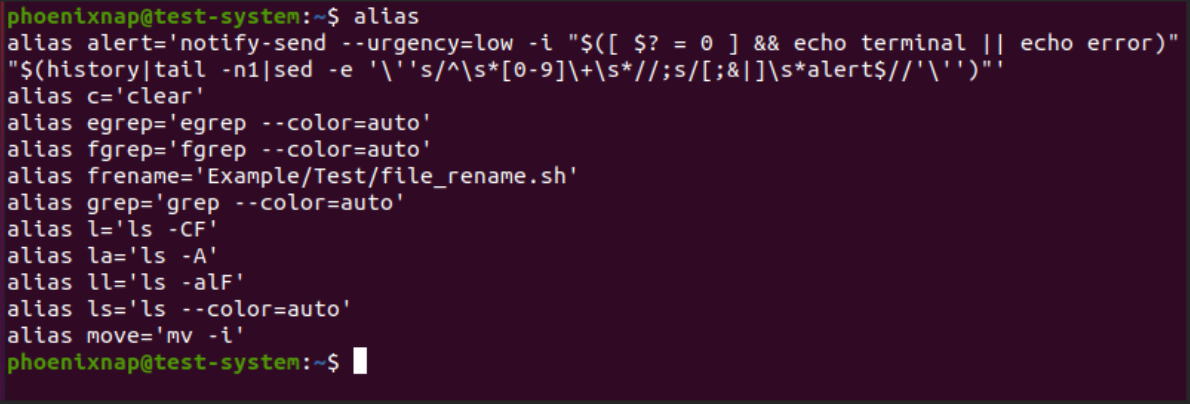 phoenixnap@test-system:~$ alias
alias alert='notify-send --urgency=low -i "$([ $? = 0 ] && echo terminal || echo error)"
"$(history|tail -n1|sed -e '\''s/^\s*[0-9]\+\s*//;s/[;&|]\s*alert$//'\'')"'
alias c='clear'
alias egrep='egrep --color=auto'
alias fgrep='fgrep --color=auto'
alias frename='Example/Test/file_rename.sh'
alias grep='grep --color=auto'
alias l='ls -CF'
alias la='ls -A'
alias ll='ls -alF'
alias ls='ls --color=auto'
alias move='mv -i'
phoenixnap@test-system:~$